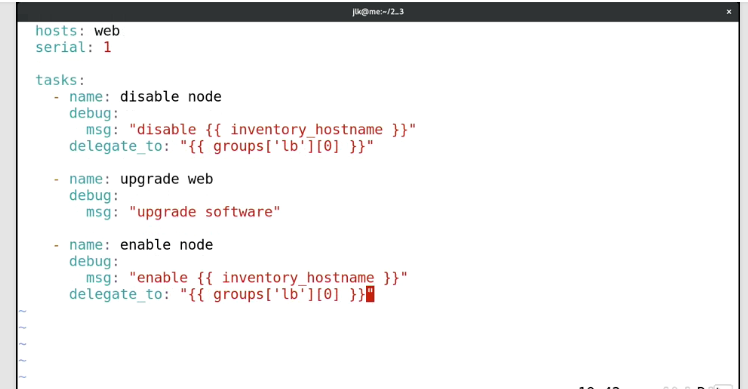 jlk@me:~/2_3
×
hosts: web
serial: 1
tasks:
- name: disable node
debug:
msg: "disable {{ inventory_hostname }}"
delegate_to: "{{ groups['lb'][0] }}"
- name: upgrade web
debug:
msg: "upgrade software"
- name: enable node
debug:
msg: "enable {{ inventory_hostname }}"
delegate_to: "{{ groups['lb'][0] }}"
~
~
~
~
~